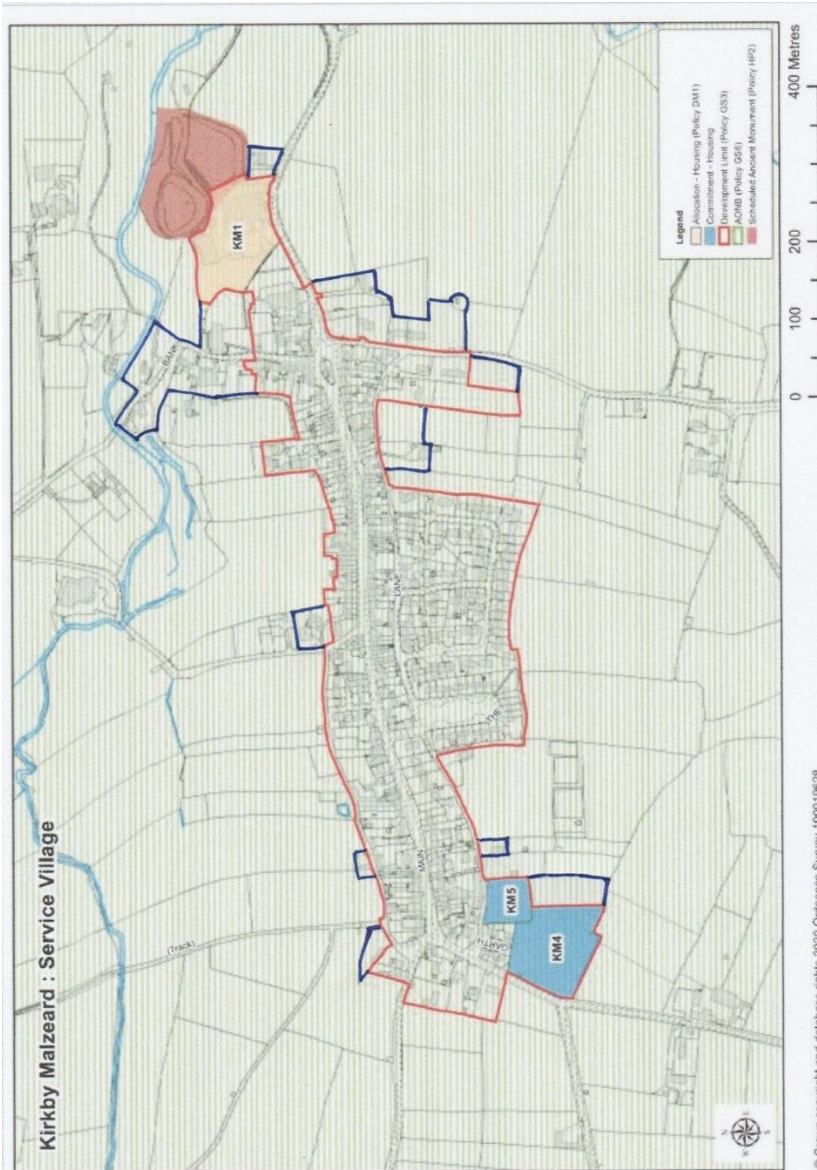 Kirkby Malzeard : Service Village
(Track)
BANK
KM1
MAIN
LANE
THE
GARTH
KM5
KM4
Legend
Allocation - Housing (Policy DM1)
Commitment - Housing
Development Limit (Policy GS3)
AONB (Policy GS6)
Scheduled Ancient Monument (Policy HP2)
0 100 200 400 Metres
N
E
S
W